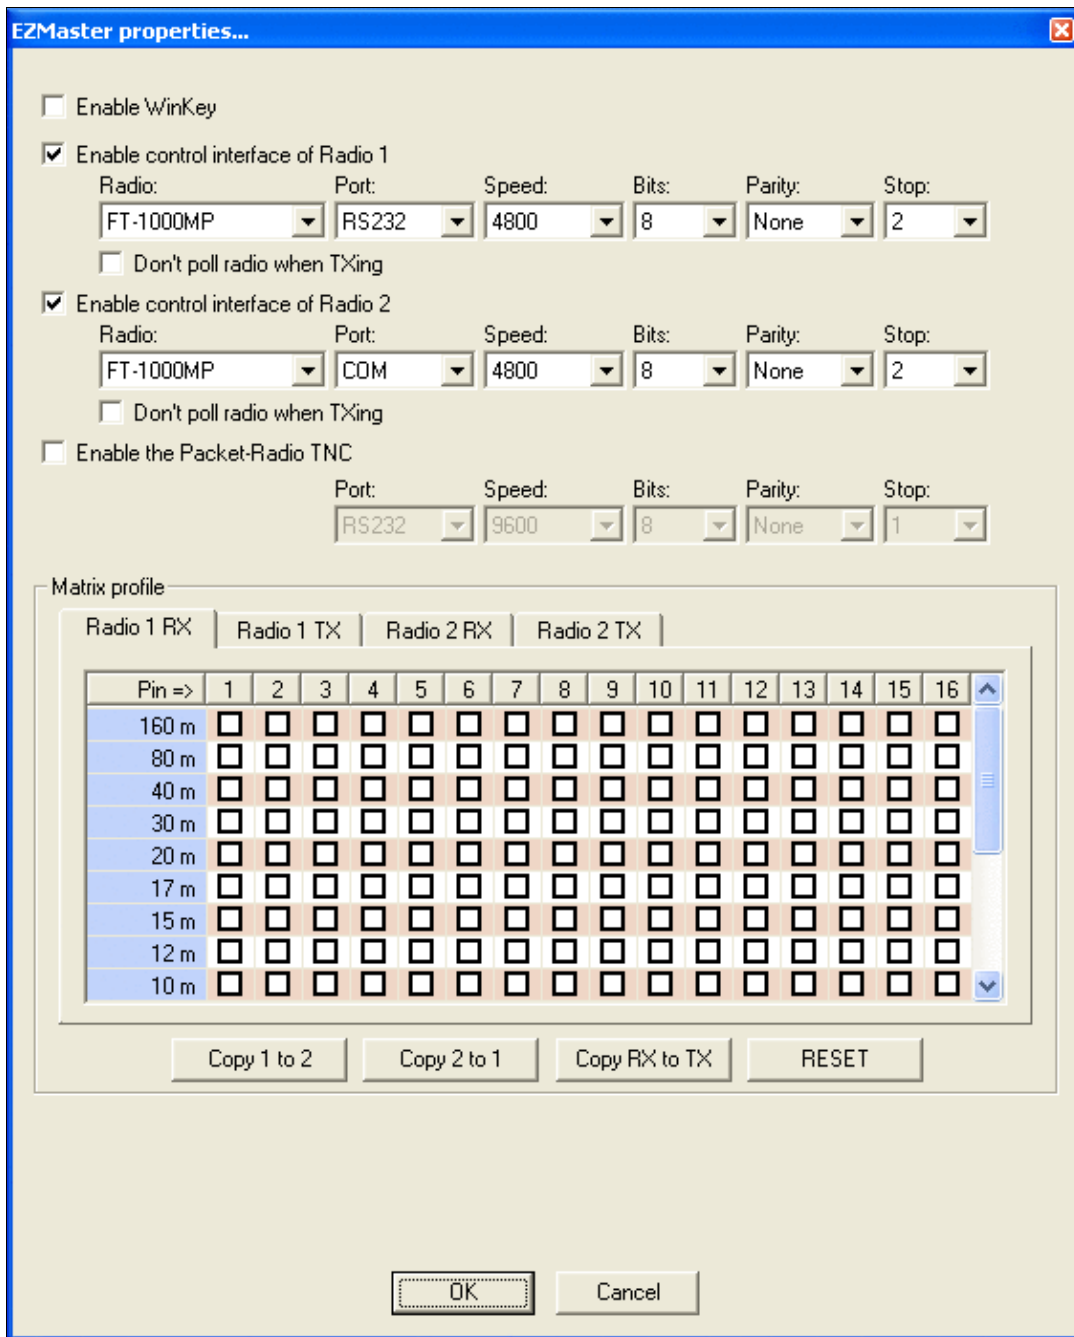 EZMaster properties...
Enable WinKey
Enable control interface of Radio 1
Radio: Port: Speed: Bits: Parity: Stop:
FT-1000MP RS232 4800 8 None 2
Don't poll radio when TXing
Enable control interface of Radio 2
Radio: Port: Speed: Bits: Parity: Stop:
FT-1000MP COM 4800 8 None 2
Don't poll radio when TXing
Enable the Packet-Radio TNC
Port: Speed: Bits: Parity: Stop:
RS232 9600 8 None 1
Matrix profile
Radio 1 RX Radio 1 TX Radio 2 RX Radio 2 TX
Pin => 1 2 3 4 5 6 7 8 9 10 11 12 13 14 15 16
160 m
80 m
40 m
30 m
20 m
17 m
15 m
12 m
10 m
Copy 1 to 2 Copy 2 to 1 Copy RX to TX RESET
OK Cancel